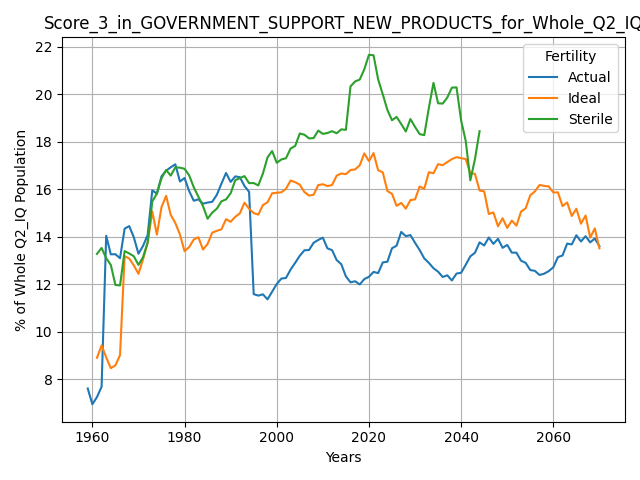 Score_3_in_GOVERNMENT_SUPPORT_NEW_PRODUCTS_for_Whole_Q2_IQ
Fertility
Actual
Ideal
Sterile
% of Whole Q2_IQ Population
22
20
18
16
14
12
10
8
1960 1980 2000 2020 2040 2060
Years